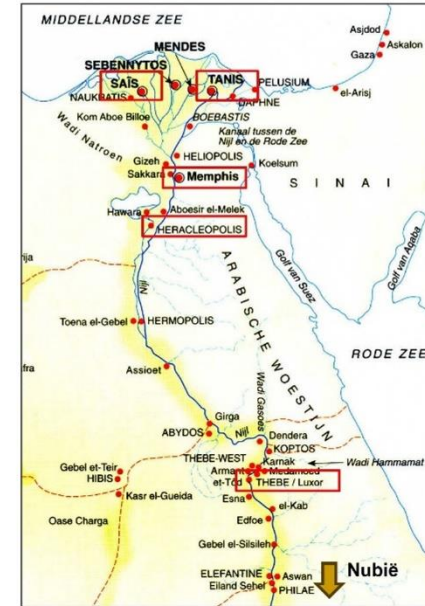 MIDDELLANDSE ZEE
Asjdod
Askalon
Gaza
MENDES
SEBENNYTOS
SAÏS
TANIS
PELUSIUM
el-Arisj
NAUKRATIS
DAPHNE
Kom Aboe Billoe
BOEBASTIS
Wadi Natroen
Kanaal tussen de
Nijl en de Rode Zee
HELIOPOLIS
Gizeh
Koelsum
Sakkara
Memphis
SINAI
Hawara
Aboesir el-Melek
HERACLEOPOLIS
Golf van Suez
Golf van Aqaba
ARABISCHE WOESTIJN
rija
Nijl
Toena el-Gebel
HERMOPOLIS
RODE ZEE
fra
Assioet
Wadi Gasoes
Girga
ABYDOS
Nijl
Dendera
KOPTOS
THEBE-WEST
Karnak
Wadi Hammamat
Gebel et-Teir
Armant
Medamoed
HIBIS
et-Tôd
THEBE / Luxor
Kasr el-Gueida
Esna
el-Kab
Oase Charga
Edfoe
Gebel el-Silsileh
Nubië
ELEFANTINE
Aswan
Eiland Sehel
PHILAE